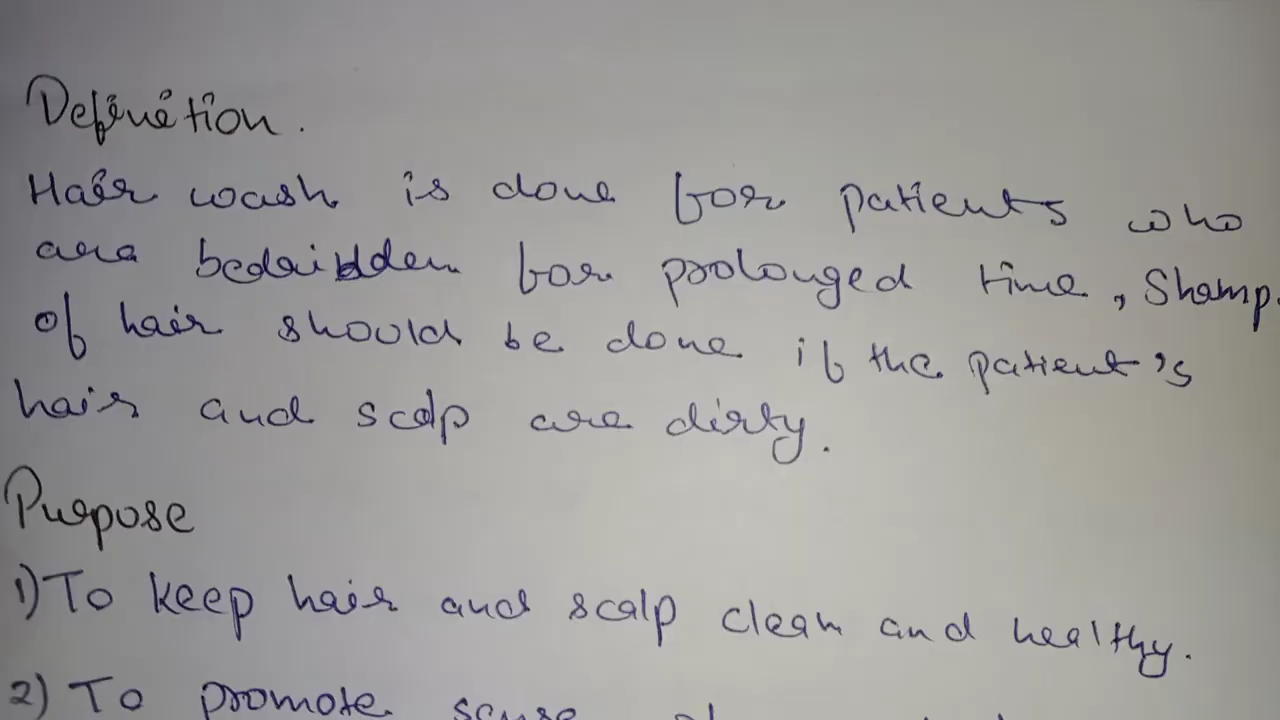 Definition.
Hair wash is done for patients who
are bedridden for prolonged time, Shamp.
of hair should be done if the patient's
hair and scalp are dirty.
Purpose
1) To keep hair and scalp clean and healthy.
2) To promote sense of